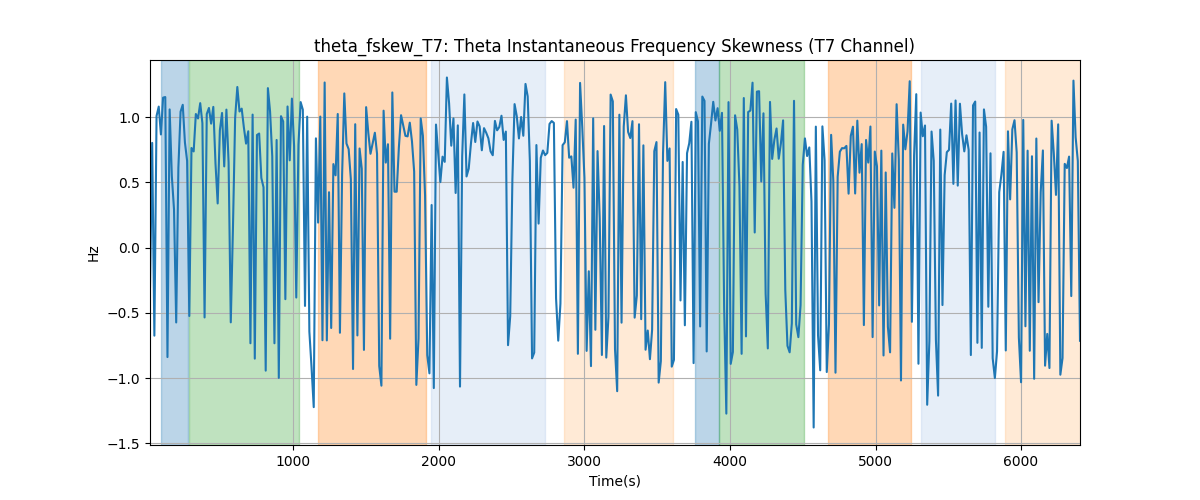 theta_fskew_T7: Theta Instantaneous Frequency Skewness (T7 Channel)
1.0
0.5
0.0
−0.5
−1.0
−1.5
Hz
1000 2000 3000 4000 5000 6000
Time(s)